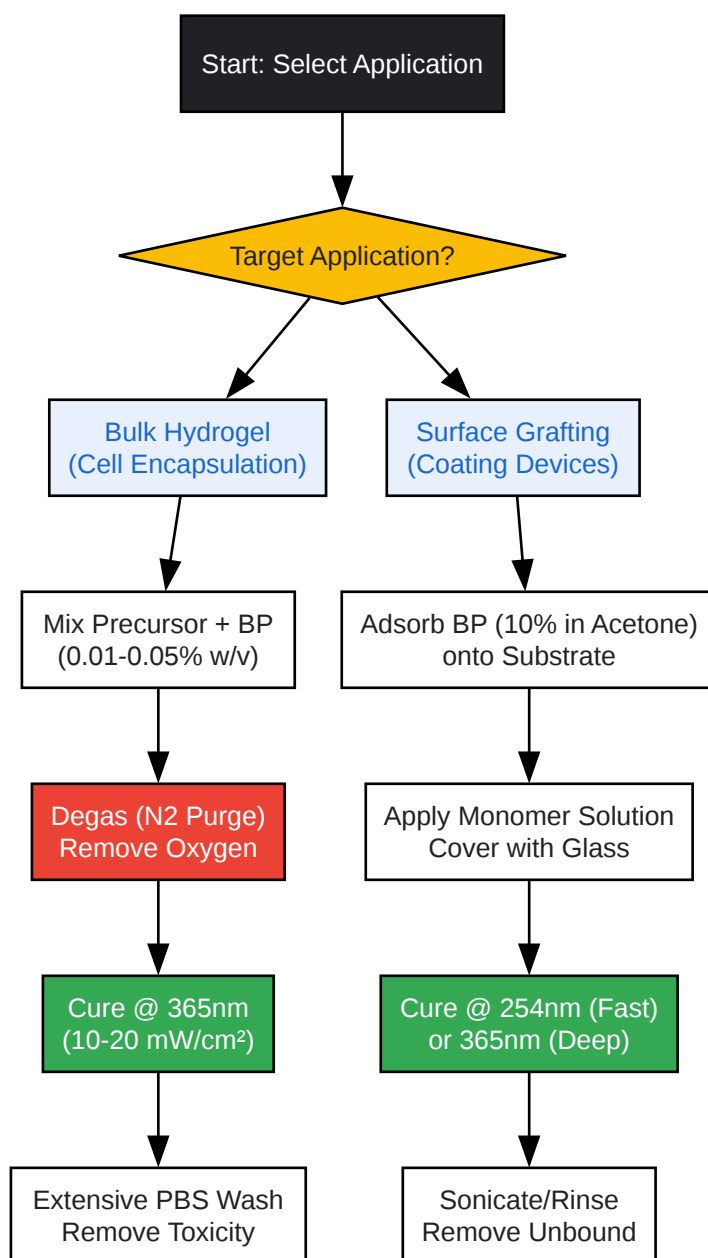 Start: Select Application
Target Application?
Bulk Hydrogel
(Cell Encapsulation)
Surface Grafting
(Coating Devices)
Mix Precursor + BP
(0.01-0.05% w/v)
Adsorb BP (10% in Acetone)
onto Substrate
Degas (N2 Purge)
Remove Oxygen
Apply Monomer Solution
Cover with Glass
Cure @ 365nm
(10-20 mW/cm²)
Cure @ 254nm (Fast)
or 365nm (Deep)
Extensive PBS Wash
Remove Toxicity
Sonicate/Rinse
Remove Unbound